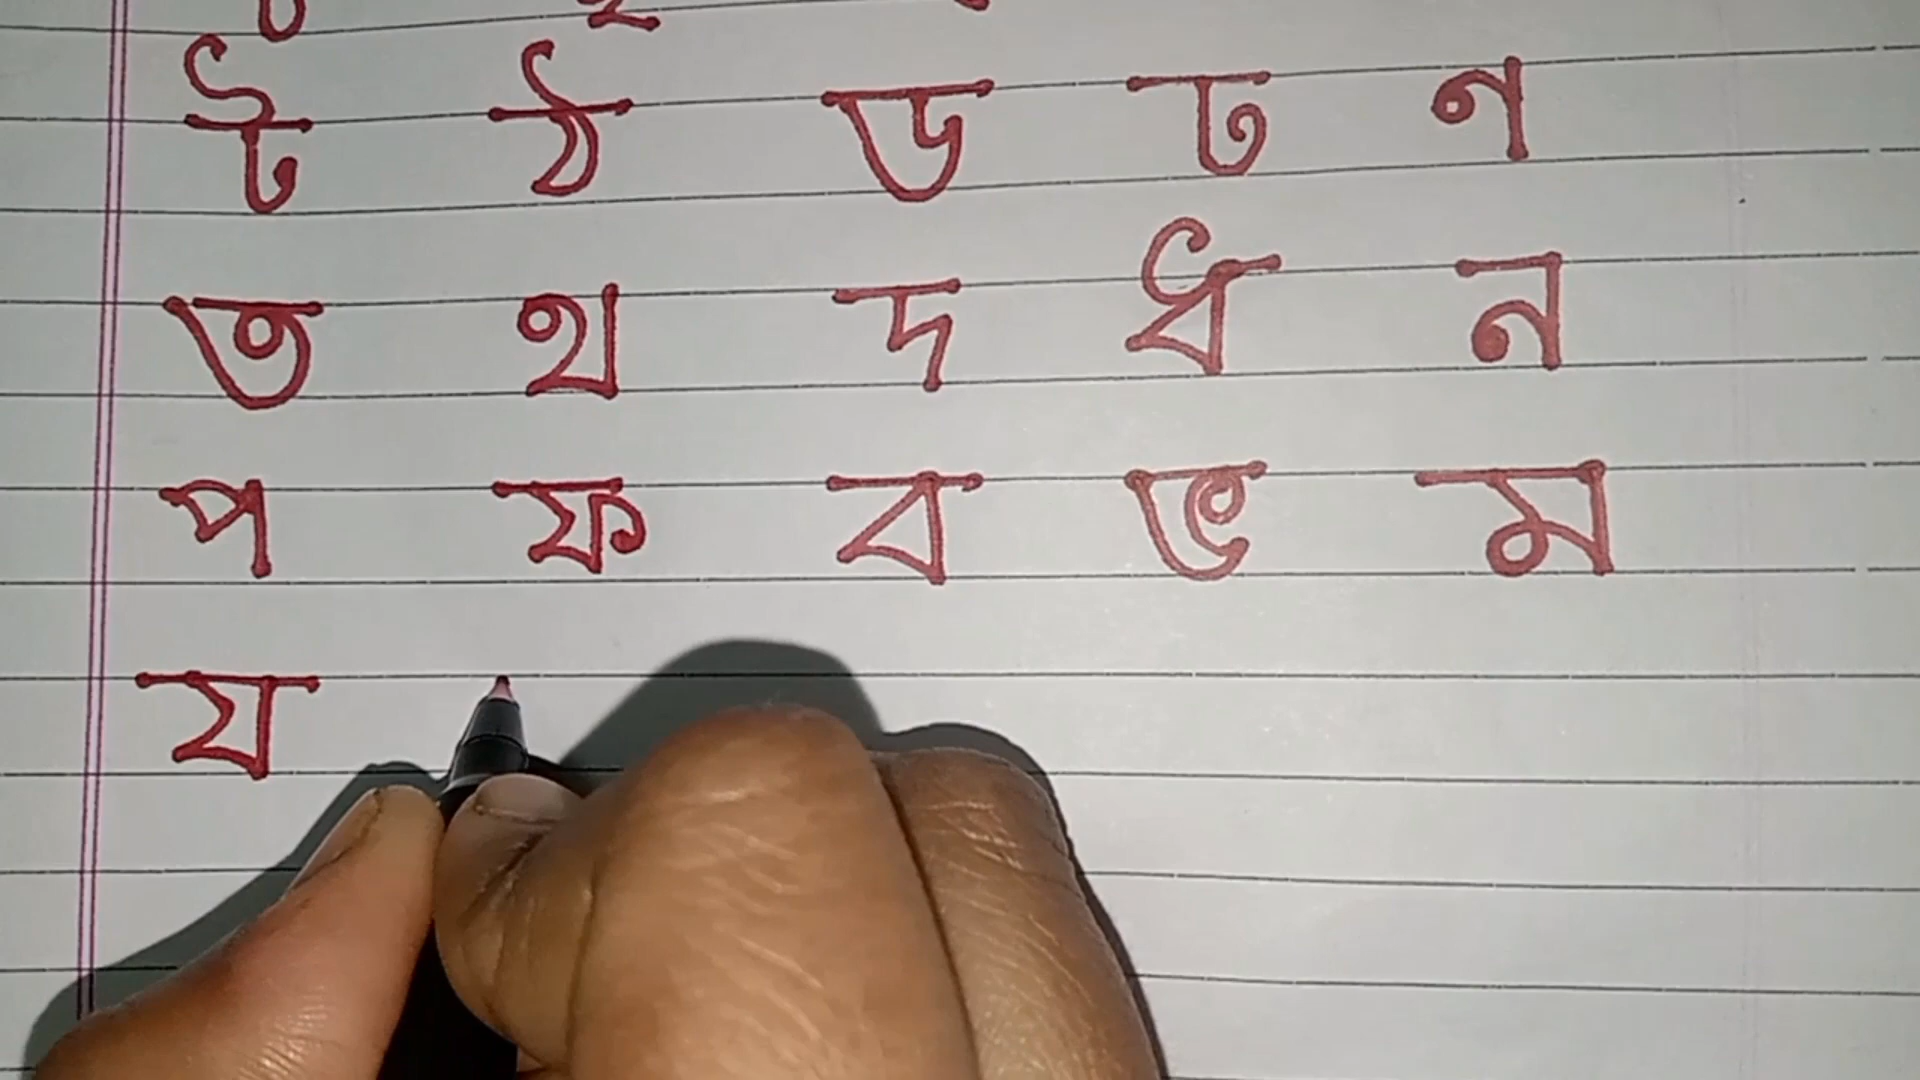 ট ঠ ড ঢ ণ
ত থ দ ধ ন
প ফ ব ভ ম
য